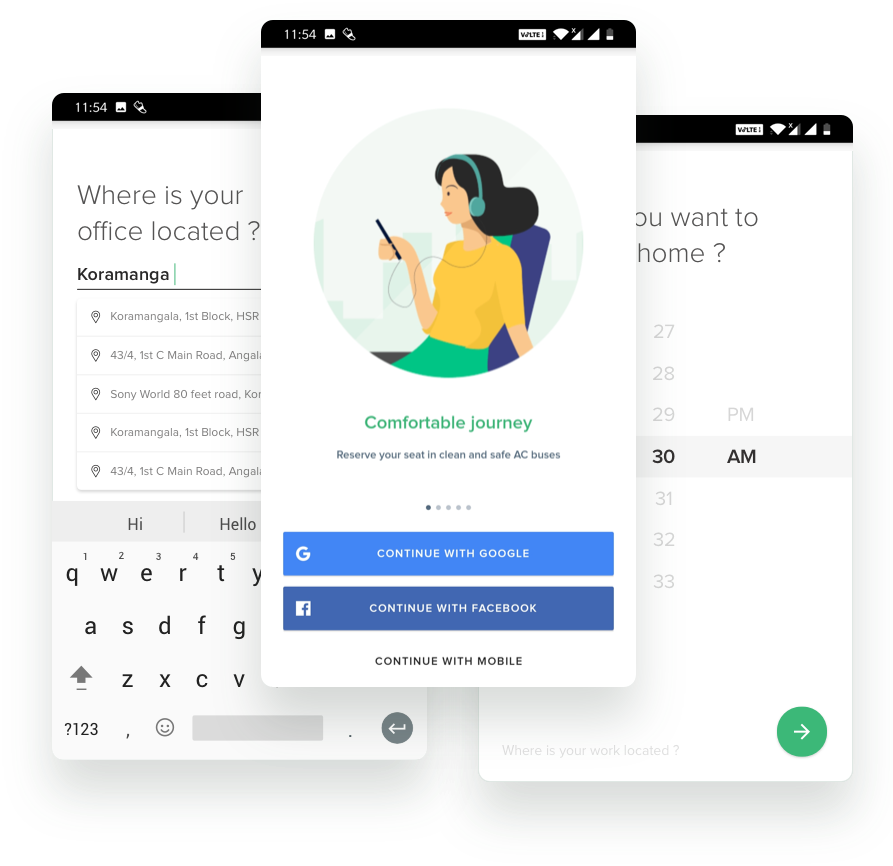 11:54
VoLTE
11:54
VoLTE
Where is your
office located ?
Koramanga
Koramangala, 1st Block, HSR
43/4, 1st C Main Road, Angala
Sony World 80 feet road, Kor
Koramangala, 1st Block, HSR
43/4, 1st C Main Road, Angala
Hi
Hello
1 2 3 4 5
q w e r t y
a s d f g
z x c v
?123 , .
Comfortable journey
Reserve your seat in clean and safe AC buses
CONTINUE WITH GOOGLE
CONTINUE WITH FACEBOOK
CONTINUE WITH MOBILE
ou want to
home ?
27
28
29 PM
30 AM
31
32
33
Where is your work located ?